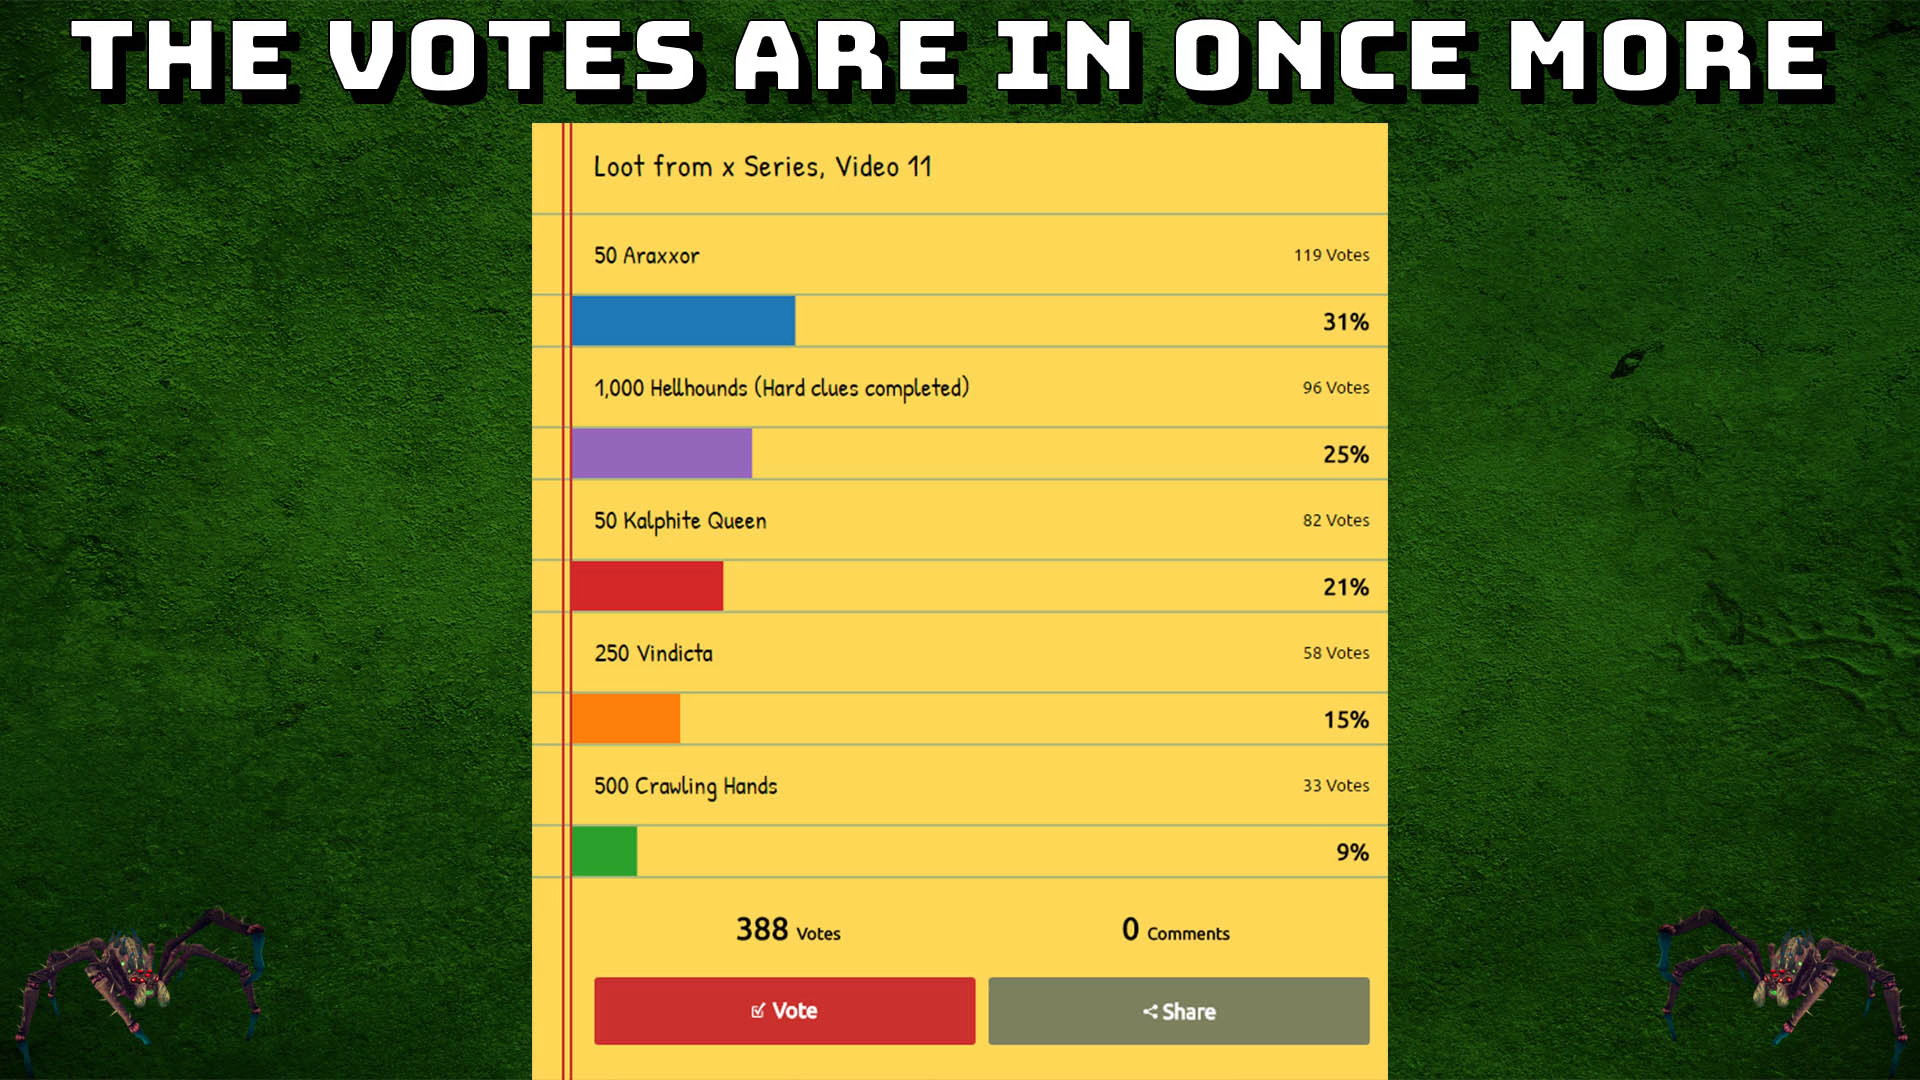 THE VOTES ARE IN ONCE MORE
Loot from x Series, Video 11
50 Araxxor 119 Votes
31%
1,000 Hellhounds (Hard clues completed) 96 Votes
25%
50 Kalphite Queen 82 Votes
21%
250 Vindicta 58 Votes
15%
500 Crawling Hands 33 Votes
9%
388 Votes 0 Comments
Vote Share